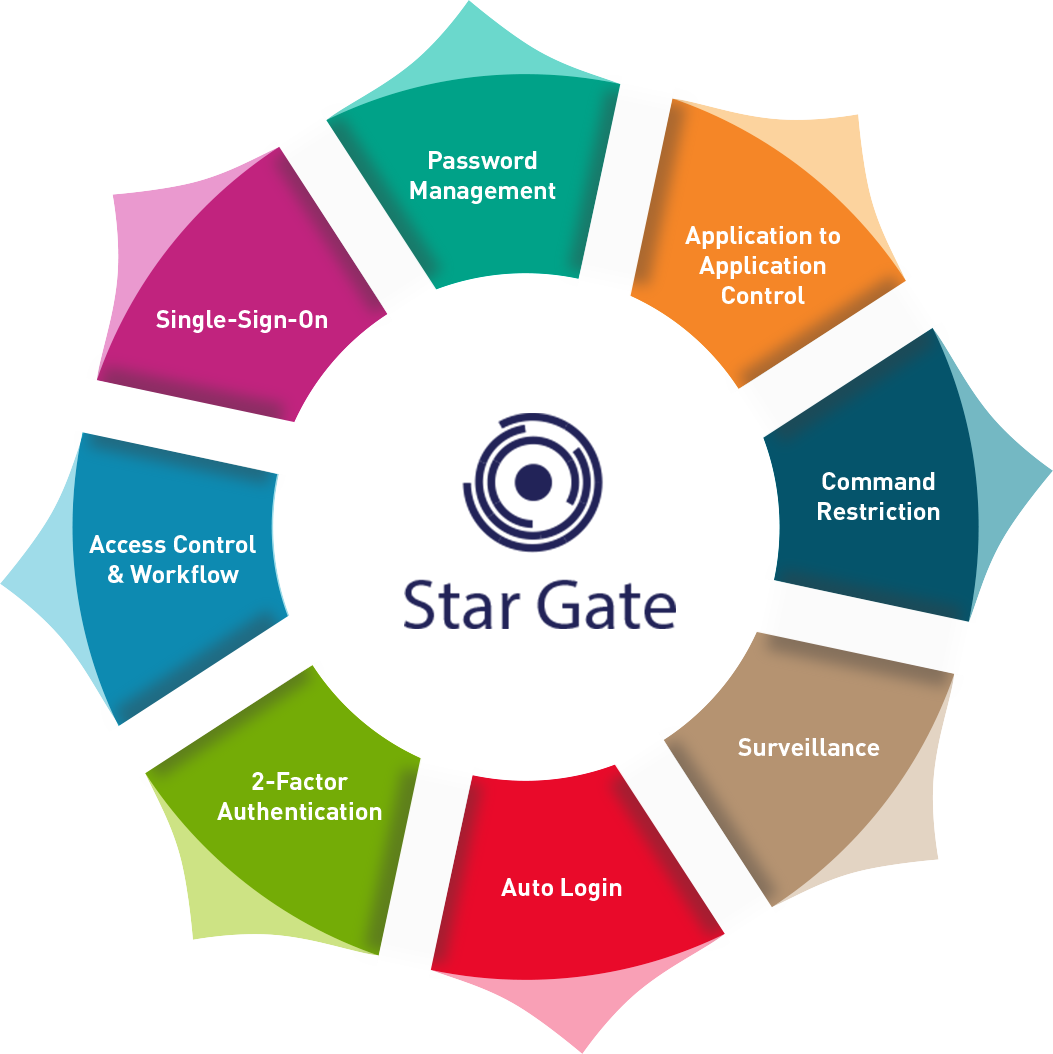 Password
Management
Application to
Application
Control
Command
Restriction
Surveillance
Auto Login
2-Factor
Authentication
Access Control
& Workflow
Single-Sign-On
Star Gate